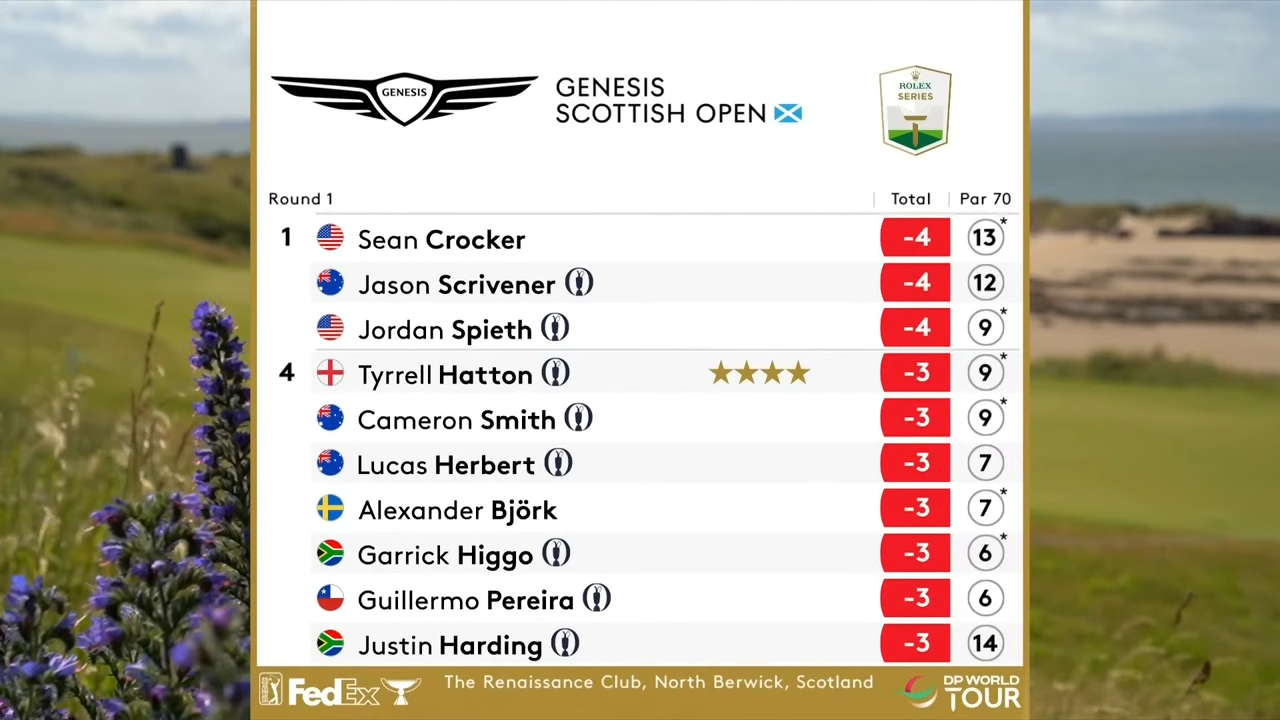 GENESIS
GENESIS
SCOTTISH OPEN
ROLEX
SERIES
Round 1 Total Par 70
1 Sean Crocker -4 13*
Jason Scrivener -4 12
Jordan Spieth -4 9*
4 Tyrrell Hatton ★★★★ -3 9*
Cameron Smith -3 9*
Lucas Herbert -3 7
Alexander Björk -3 7*
Garrick Higgo -3 6*
Guillermo Pereira -3 6
Justin Harding -3 14
FedEx The Renaissance Club, North Berwick, Scotland DP WORLD
TOUR